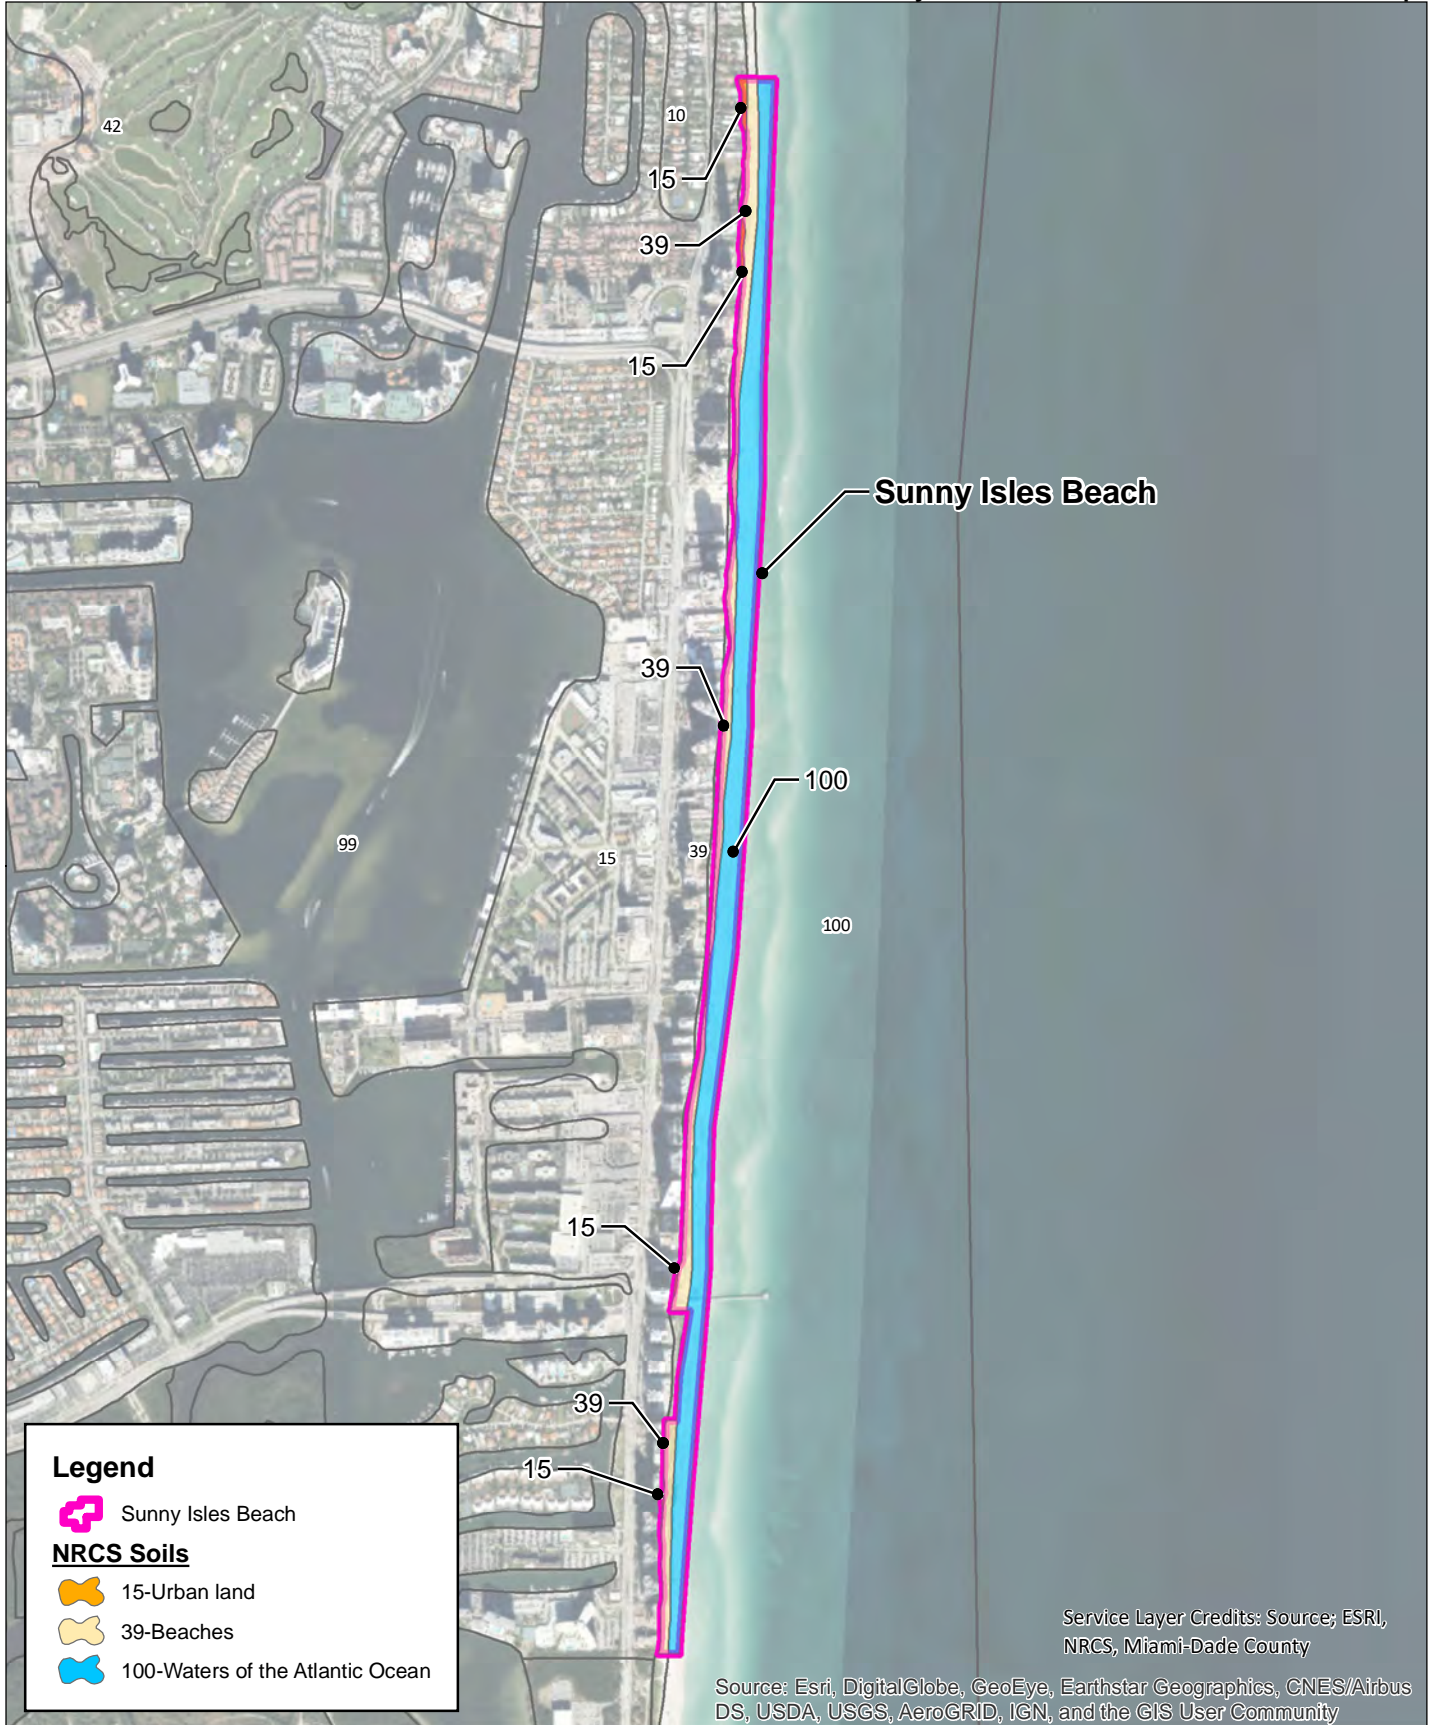 42
10
15
39
15
Sunny Isles Beach
39
100
99
15
39
100
15
39
15
Legend
Sunny Isles Beach
NRCS Soils
15-Urban land
39-Beaches
100-Waters of the Atlantic Ocean
Service Layer Credits: Source; ESRI,
NRCS, Miami-Dade County
Source: Esri, DigitalGlobe, GeoEye, Earthstar Geographics, CNES/Airbus
DS, USDA, USGS, AeroGRID, IGN, and the GIS User Community